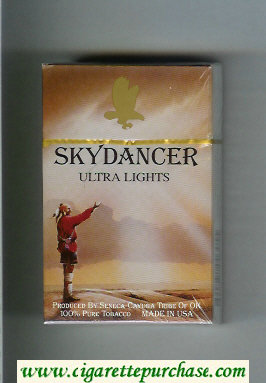 SKYDANCER
ULTRA LIGHTS
PRODUCED BY SENECA-CAYUGA TRIBE OF OK
100% PURE TOBACCO MADE IN USA
www.cigarettepurchase.com